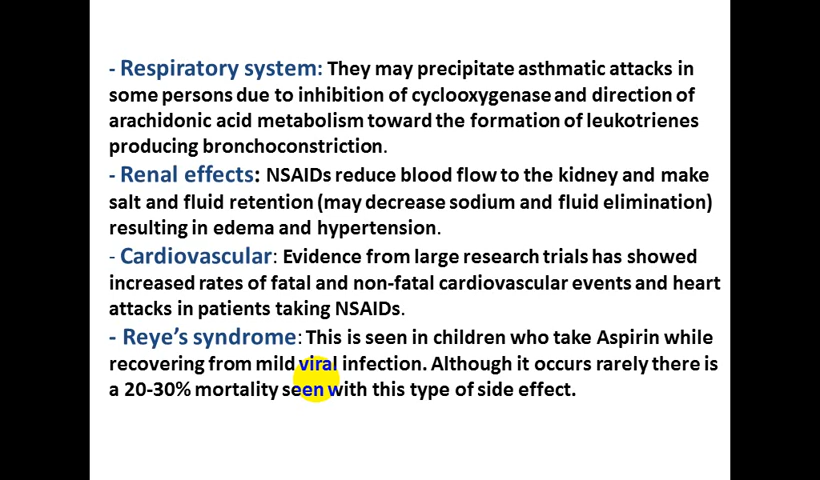 - Respiratory system: They may precipitate asthmatic attacks in
some persons due to inhibition of cyclooxygenase and direction of
arachidonic acid metabolism toward the formation of leukotrienes
producing bronchoconstriction.
- Renal effects: NSAIDs reduce blood flow to the kidney and make
salt and fluid retention (may decrease sodium and fluid elimination)
resulting in edema and hypertension.
- Cardiovascular: Evidence from large research trials has showed
increased rates of fatal and non-fatal cardiovascular events and heart
attacks in patients taking NSAIDs.
- Reye’s syndrome: This is seen in children who take Aspirin while
recovering from mild viral infection. Although it occurs rarely there is
a 20-30% mortality seen with this type of side effect.